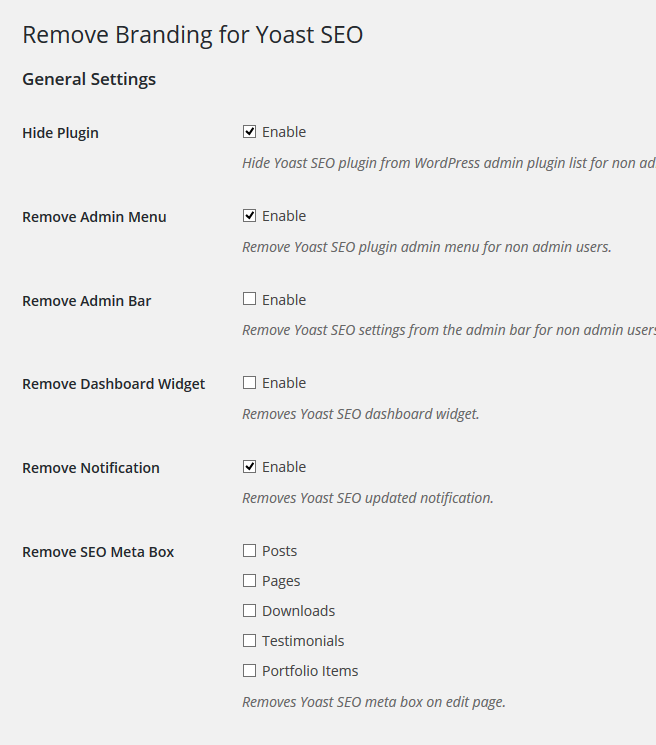 Remove Branding for Yoast SEO
General Settings
Hide Plugin
Enable
Hide Yoast SEO plugin from WordPress admin plugin list for non ad
Remove Admin Menu
Enable
Remove Yoast SEO plugin admin menu for non admin users.
Remove Admin Bar
Enable
Remove Yoast SEO settings from the admin bar for non admin users
Remove Dashboard Widget
Enable
Removes Yoast SEO dashboard widget.
Remove Notification
Enable
Removes Yoast SEO updated notification.
Remove SEO Meta Box
Posts
Pages
Downloads
Testimonials
Portfolio Items
Removes Yoast SEO meta box on edit page.